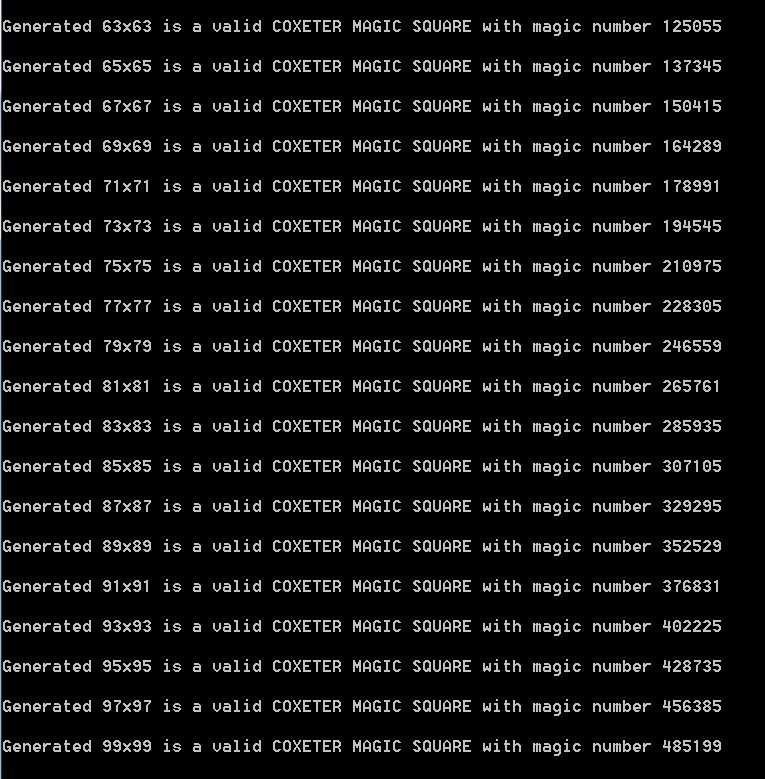 Generated 63x63 is a valid COXETER MAGIC SQUARE with magic number 125055
Generated 65x65 is a valid COXETER MAGIC SQUARE with magic number 137345
Generated 67x67 is a valid COXETER MAGIC SQUARE with magic number 150415
Generated 69x69 is a valid COXETER MAGIC SQUARE with magic number 164289
Generated 71x71 is a valid COXETER MAGIC SQUARE with magic number 178991
Generated 73x73 is a valid COXETER MAGIC SQUARE with magic number 194545
Generated 75x75 is a valid COXETER MAGIC SQUARE with magic number 210975
Generated 77x77 is a valid COXETER MAGIC SQUARE with magic number 228305
Generated 79x79 is a valid COXETER MAGIC SQUARE with magic number 246559
Generated 81x81 is a valid COXETER MAGIC SQUARE with magic number 265761
Generated 83x83 is a valid COXETER MAGIC SQUARE with magic number 285935
Generated 85x85 is a valid COXETER MAGIC SQUARE with magic number 307105
Generated 87x87 is a valid COXETER MAGIC SQUARE with magic number 329295
Generated 89x89 is a valid COXETER MAGIC SQUARE with magic number 352529
Generated 91x91 is a valid COXETER MAGIC SQUARE with magic number 376831
Generated 93x93 is a valid COXETER MAGIC SQUARE with magic number 402225
Generated 95x95 is a valid COXETER MAGIC SQUARE with magic number 428735
Generated 97x97 is a valid COXETER MAGIC SQUARE with magic number 456385
Generated 99x99 is a valid COXETER MAGIC SQUARE with magic number 485199